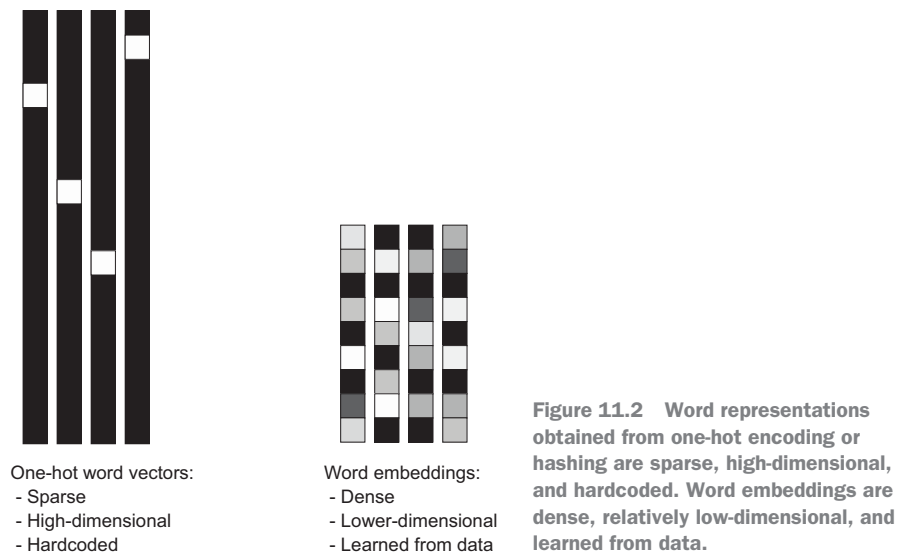 One-hot word vectors:
- Sparse
- High-dimensional
- Hardcoded
Word embeddings:
- Dense
- Lower-dimensional
- Learned from data
Figure 11.2 Word representations
obtained from one-hot encoding or
hashing are sparse, high-dimensional,
and hardcoded. Word embeddings are
dense, relatively low-dimensional, and
learned from data.